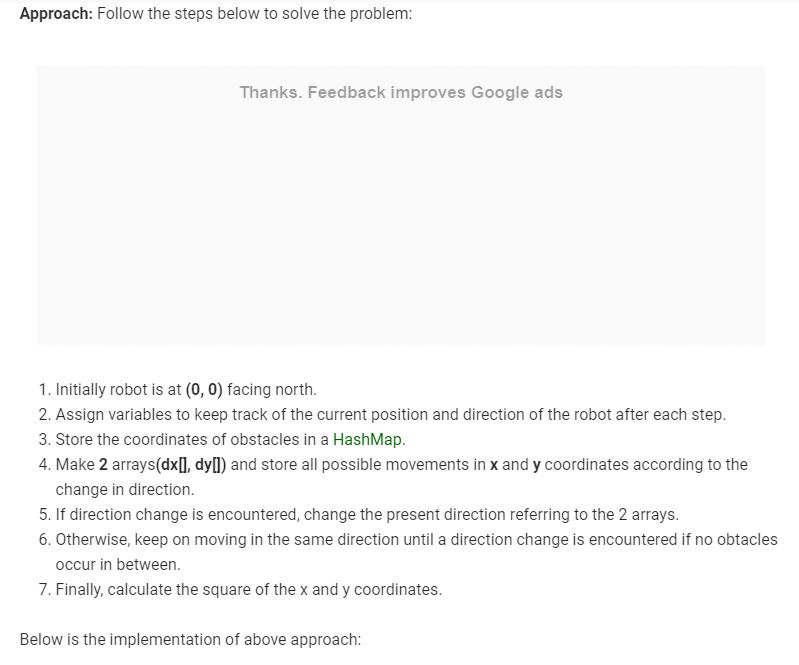 Approach: Follow the steps below to solve the problem:
Thanks. Feedback improves Google ads
1. Initially robot is at (0, 0) facing north.
2. Assign variables to keep track of the current position and direction of the robot after each step.
3. Store the coordinates of obstacles in a HashMap.
4. Make 2 arrays(dx[], dy[]) and store all possible movements in x and y coordinates according to the
change in direction.
5. If direction change is encountered, change the present direction referring to the 2 arrays.
6. Otherwise, keep on moving in the same direction until a direction change is encountered if no obtacles
occur in between.
7. Finally, calculate the square of the x and y coordinates.
Below is the implementation of above approach: